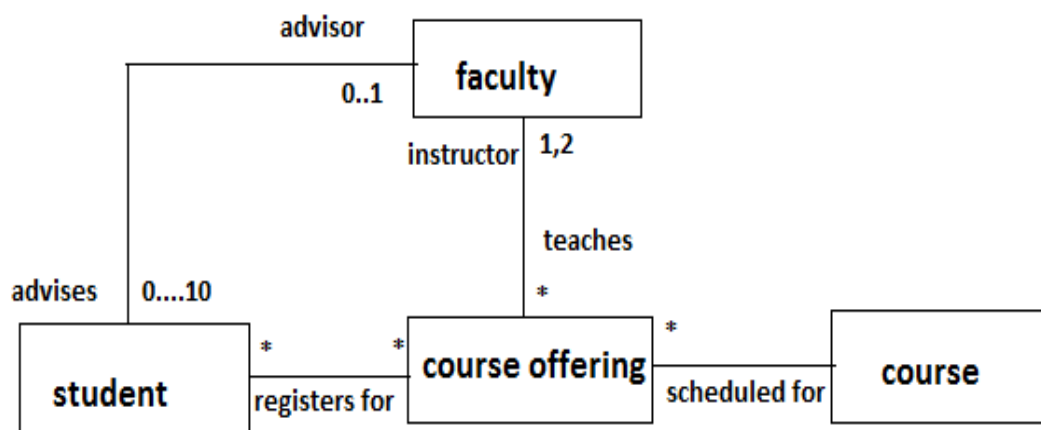 advisor
faculty
0..1
instructor
1,2
teaches
advises
0....10
*
student
*
*
registers for
course offering
*
scheduled for
course